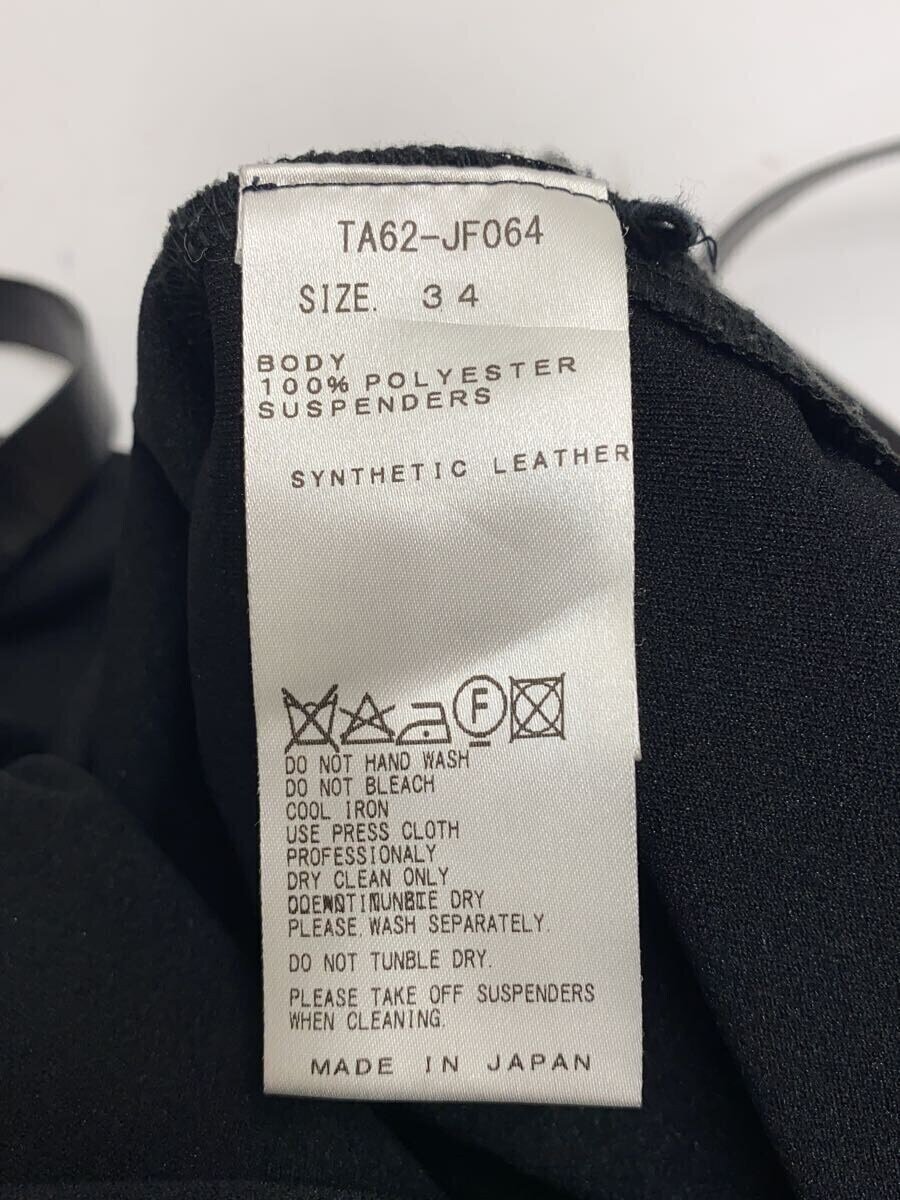 TA62-JF064
SIZE. 34
BODY
100% POLYESTER
SUSPENDERS
SYNTHETIC LEATHER
F
DO NOT HAND WASH
DO NOT BLEACH
COOL IRON
USE PRESS CLOTH
PROFESSIONALY
DRY CLEAN ONLY
DRY
PLEASE WASH SEPARATELY.
DO NOT TUNBLE DRY.
PLEASE TAKE OFF SUSPENDERS
WHEN CLEANING.
MADE IN JAPAN